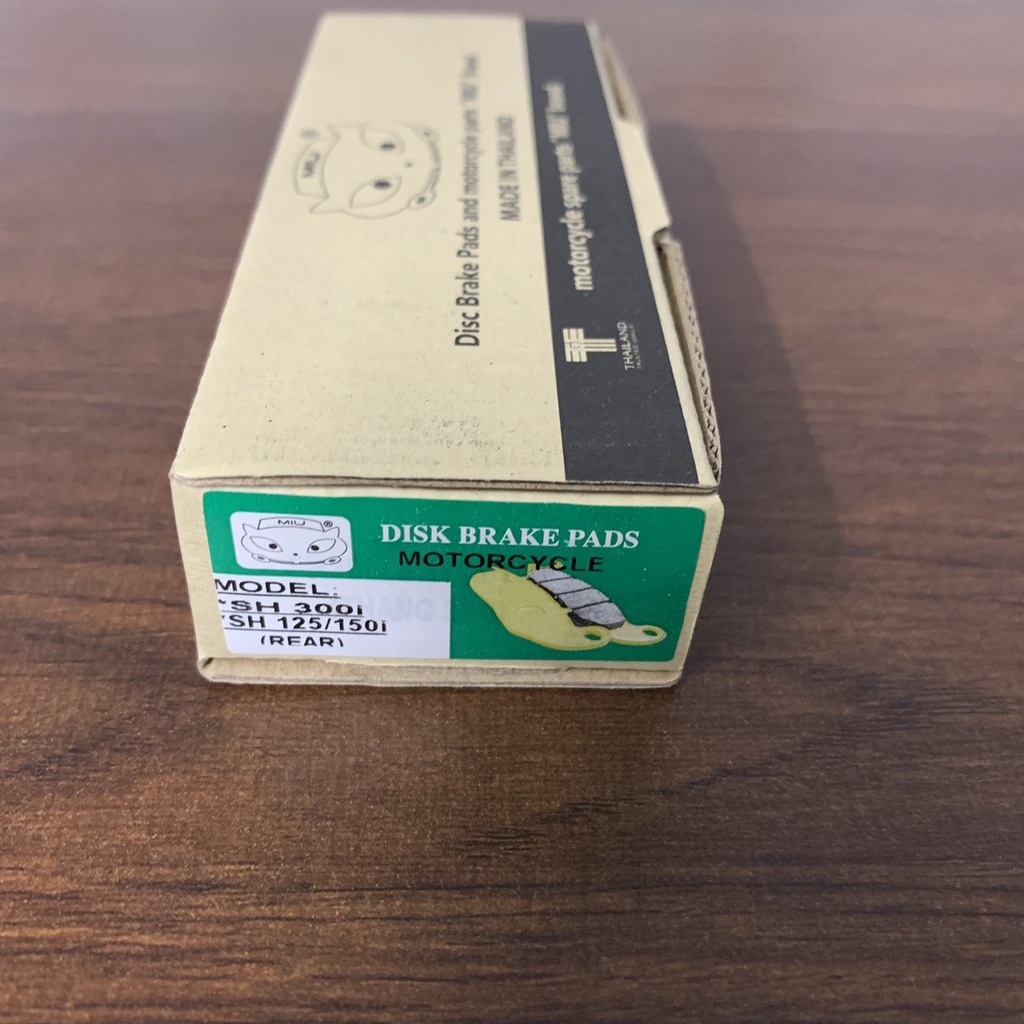 MIU ®
Disc Brake Pads and motorcycle parts "MIU" brand
MADE IN THAILAND
motorcycle spare parts "MIU" brand
THAILAND
MIU ®
DISK BRAKE PADS
MOTORCYCLE
MODEL:
*SH 300i
*SH 125/150i
(REAR)